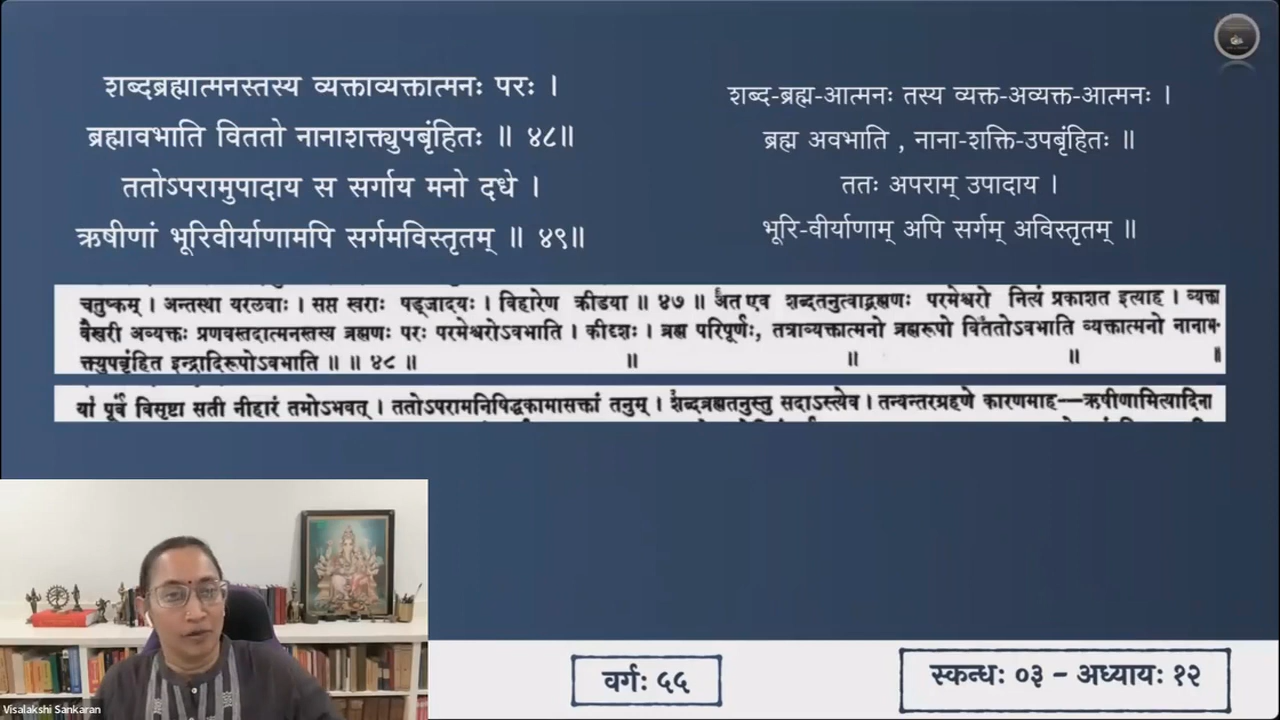 शब्दब्रह्मात्मनस्तस्य व्यक्ताव्यक्तात्मनः परः ।
ब्रह्मावभाति विततो नानाशक्त्युपबृंहितः ॥ ४८॥
ततोऽपरामुपादाय स सर्गाय मनो दधे ।
ऋषीणां भूरिवीर्याणामपि सर्गमविस्तृतम् ॥ ४९॥
शब्द-ब्रह्म-आत्मनः तस्य व्यक्त-अव्यक्त-आत्मनः ।
ब्रह्म अवभाति , नाना-शक्ति-उपबृंहितः ॥
ततः अपराम् उपादाय ।
भूरि-वीर्याणाम् अपि सर्गम् अविस्तृतम् ॥
चतुष्कम् । अन्तस्था यरलवाः । सप्त स्वराः षड्जादयः । विहारेण क्रीडया ॥ ४७ ॥ अत एव शब्दतनुत्वाद्ब्रह्मणः परमेश्वरो नित्यं प्रकाशत इत्याह । व्यक्ता
वैखरी अव्यक्तः प्रणवस्तदात्मनस्तस्य ब्रह्मणः परः परमेश्वरोऽवभाति । कीदृशः । ब्रह्म परिपूर्णः, तत्राव्यक्तात्मनो ब्रह्मरूपो विततोऽवभाति व्यक्तात्मनो नानाश-
क्त्युपबृंहित इन्द्रादिरूपोऽवभाति ॥ ॥ ४८ ॥ ॥ ॥ ॥ ॥
या पूर्वं विसृष्टा सती नीहारं तमोऽभवत् । ततोऽपरामनिषिद्धकामासक्तां तनुम् । शब्दब्रह्मतनुस्तु सदाऽस्त्येव । तन्वन्तरग्रहणे कारणमाह—ऋषीणामित्यादिना
Visalakshi Sankaran
वर्गः ५५
स्कन्धः ०३ – अध्यायः १२